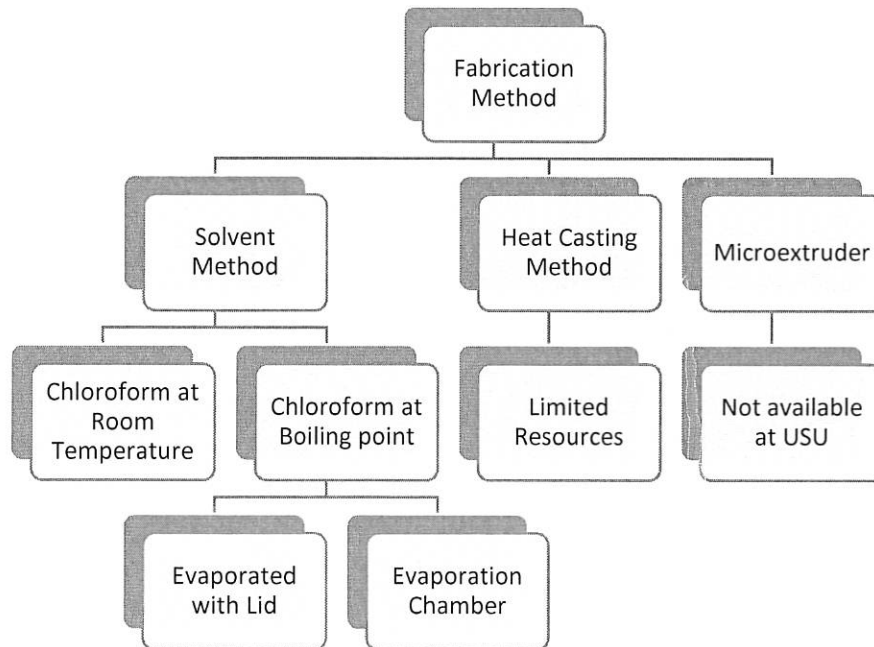 Fabrication
Method
Solvent
Method
Heat Casting
Method
Microextruder
Chloroform at
Room
Temperature
Chloroform at
Boiling point
Limited
Resources
Not available
at USU
Evaporated
with Lid
Evaporation
Chamber